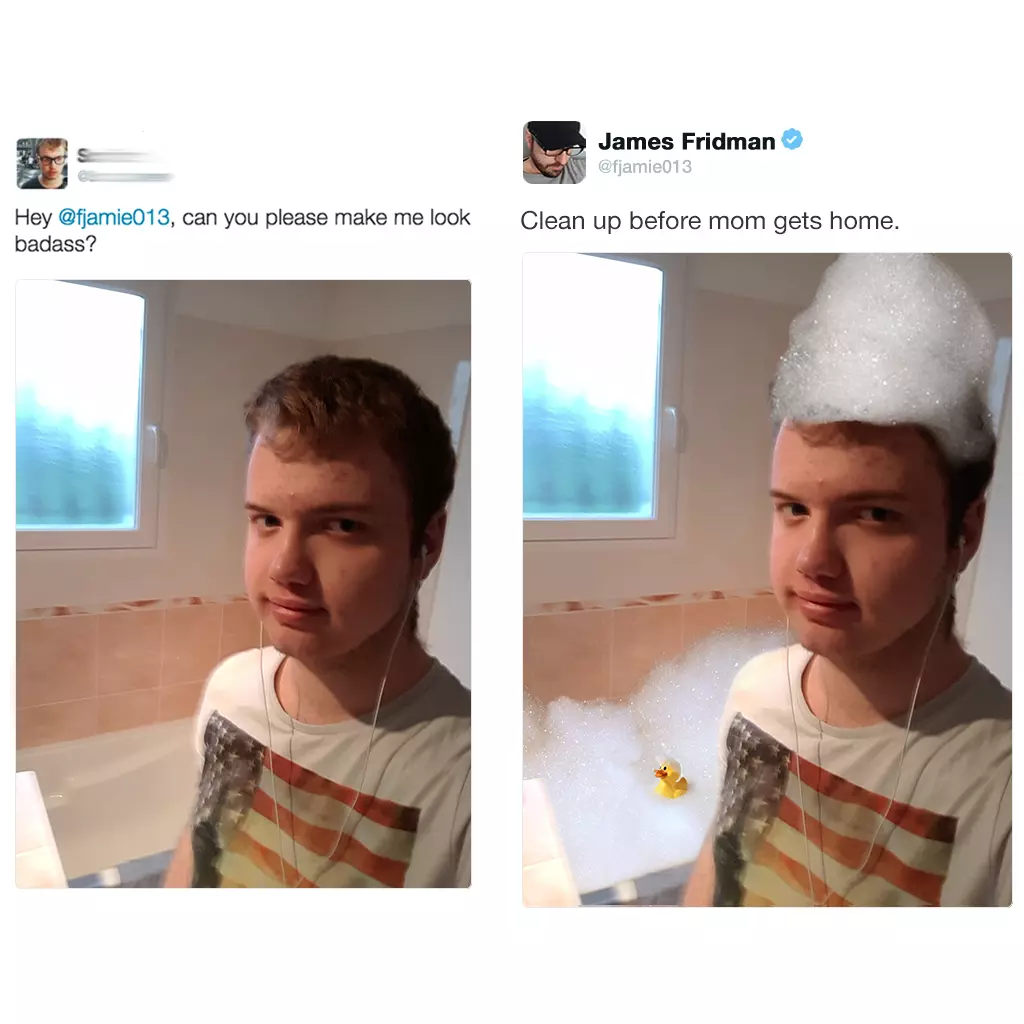 Hey @fjamie013, can you please make me look
badass?
James Fridman
@fjamie013
Clean up before mom gets home.